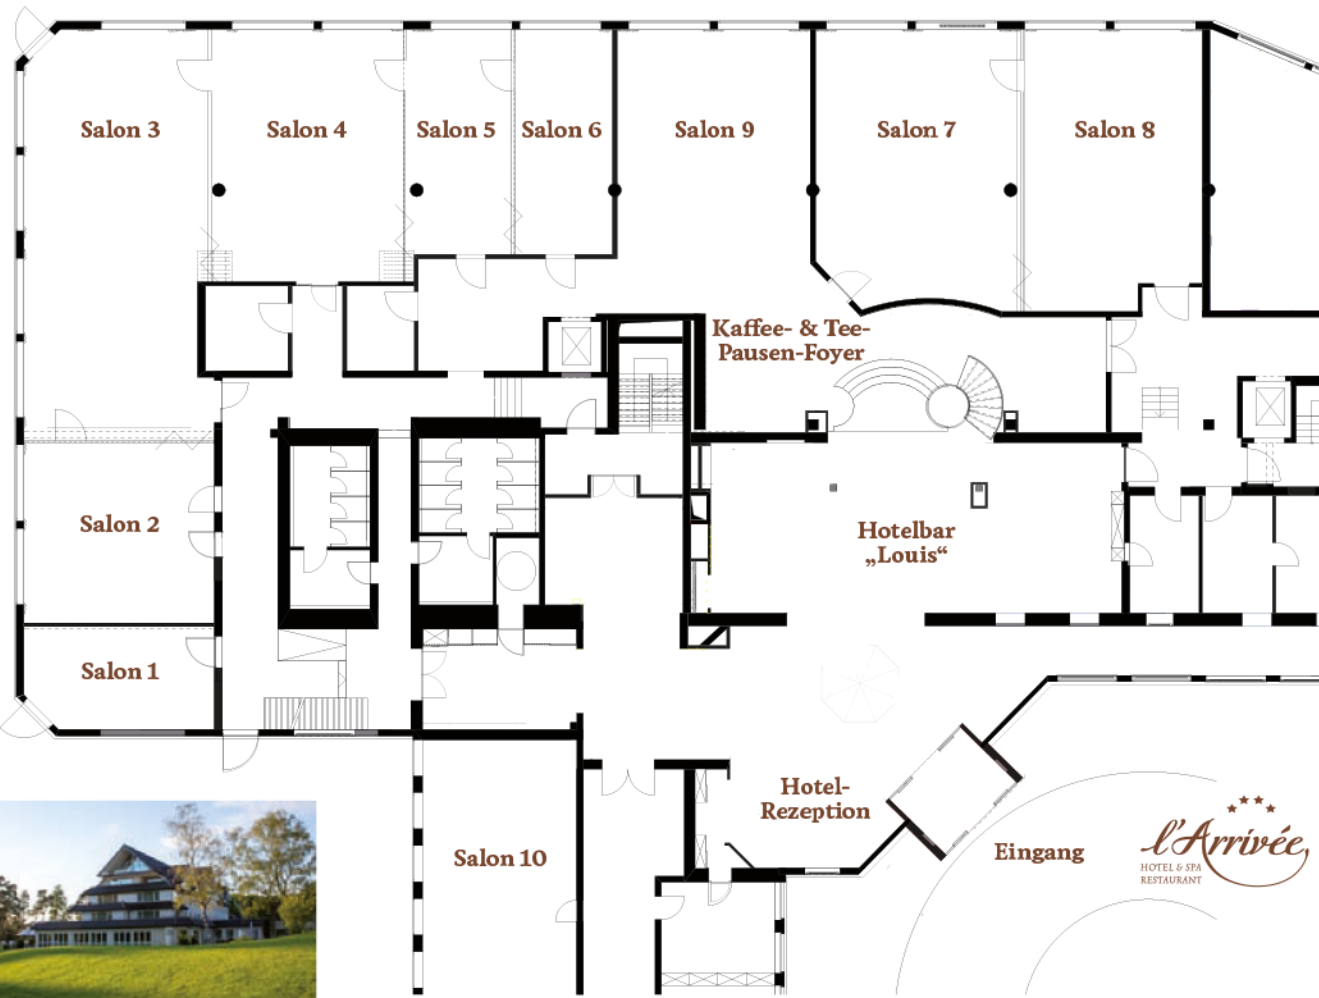 Salon 3
Salon 4
Salon 5
Salon 6
Salon 9
Salon 7
Salon 8
Kaffee- & Tee-
Pausen-Foyer
Salon 2
Hotelbar
„Louis“
Salon 1
Hotel-
Rezeption
Salon 10
Eingang
l'Arrivée
HOTEL & SPA
RESTAURANT